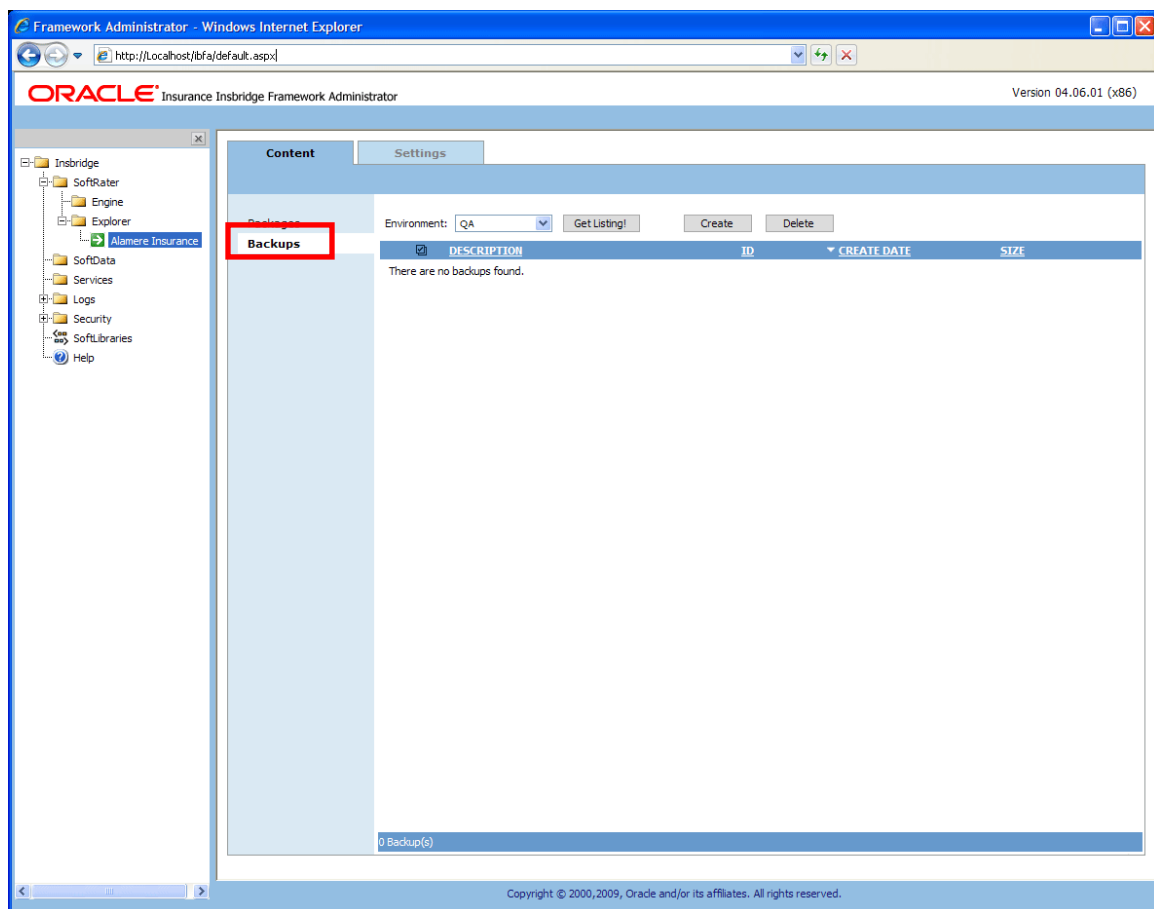 Framework Administrator - Windows Internet Explorer
http://Localhost/ibfa/default.aspx
ORACLE® Insurance Insbridge Framework Administrator Version 04.06.01 (x86)
Insbridge
SoftRater
Engine
Explorer
Alamere Insurance
SoftData
Services
Logs
Security
SoftLibraries
Help
Content Settings
Packages
Backups
Environment: QA Get Listing! Create Delete
DESCRIPTION ID CREATE DATE SIZE
There are no backups found.
0 Backup(s)
Copyright © 2000,2009, Oracle and/or its affiliates. All rights reserved.